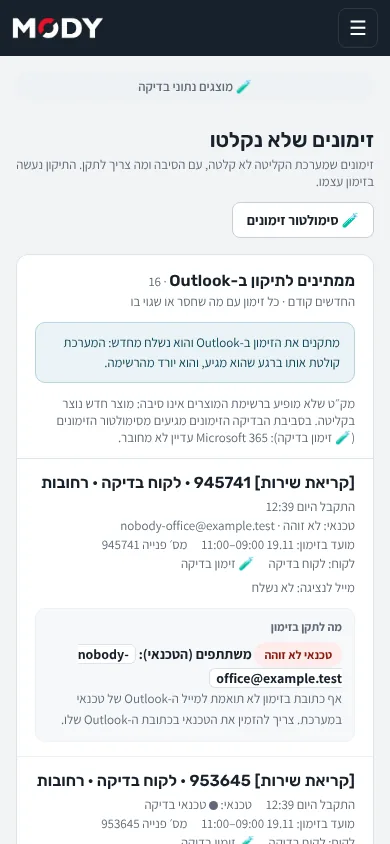 MODY
☰
🧪 מוצגים נתוני בדיקה
זימונים שלא נקלטו
זימונים שמערכת הקליטה לא קלטה, עם הסיבה ומה צריך לתקן. התיקון נעשה
בזימון עצמו.
🧪 סימולטור זימונים
ממתינים לתיקון ב-Outlook · 16
החדשים קודם · כל זימון עם מה שחסר או שגוי בו
מתקנים את הזימון ב-Outlook והוא נשלח מחדש: המערכת
קולטת אותו ברגע שהוא מגיע, והוא יורד מהרשימה.
מק״ט שלא מופיע ברשימת המוצרים אינו סיבה: מוצר חדש נוצר
בקליטה. בסביבת הבדיקה הזימונים מגיעים מסימולטור הזימונים
(🧪 זימון בדיקה): Microsoft 365 עדיין לא מחובר.
[קריאת שירות] 945741 • לקוח בדיקה • רחובות
התקבל היום 12:39
טכנאי: לא זוהה · nobody-office@example.test
מועד בזימון: 19.11 09:00–11:00 מס׳ פנייה 945741
לקוח: לקוח בדיקה 🧪 זימון בדיקה
מייל לנציגה: לא נשלח
מה לתקן בזימון
טכנאי לא זוהה משתתפים (הטכנאי): nobody-
office@example.test
אף כתובת בזימון לא תואמת למייל ה-Outlook של טכנאי
במערכת. צריך להזמין את הטכנאי בכתובת ה-Outlook שלו.
[קריאת שירות] 953645 • לקוח בדיקה • רחובות
התקבל היום 12:39 טכנאי: ● טכנאי בדיקה
מועד בזימון: 19.11 09:00–11:00 מס׳ פנייה 953645
לקוח: לקוח בדיקה 🧪 זימון בדיקה